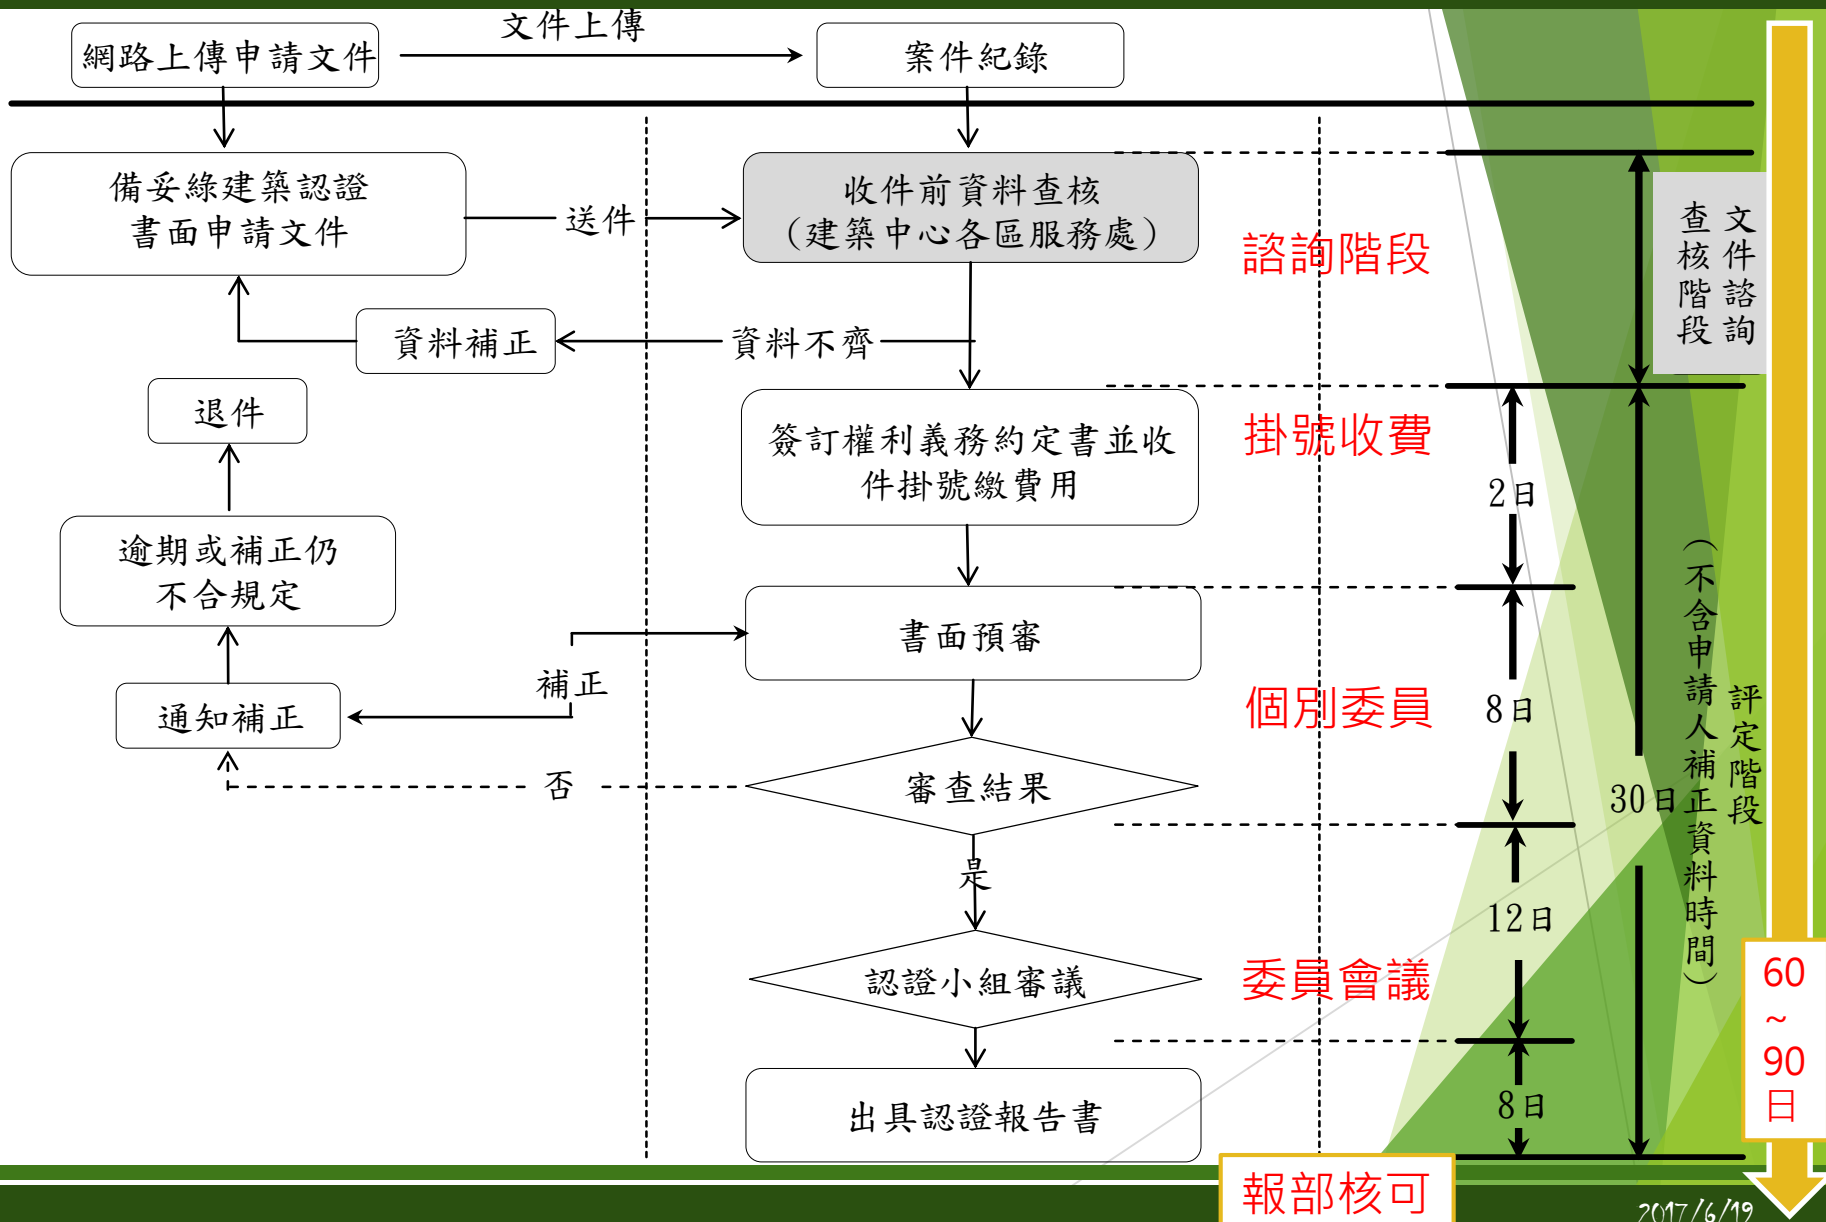 網路上傳申請文件
文件上傳
案件紀錄
備妥綠建築認證
書面申請文件
送件
收件前資料查核
(建築中心各區服務處)
諮詢階段
文件諮詢
查核階段
資料補正
資料不齊
退件
簽訂權利義務約定書並收
件掛號繳費用
掛號收費
2日
逾期或補正仍
不合規定
書面預審
補正
通知補正
個別委員
8日
否
審查結果
30日
評定階段
(不含申請人補正資料時間)
是
12日
認證小組審議
委員會議
60
~
90
日
8日
出具認證報告書
報部核可
2017/6/19